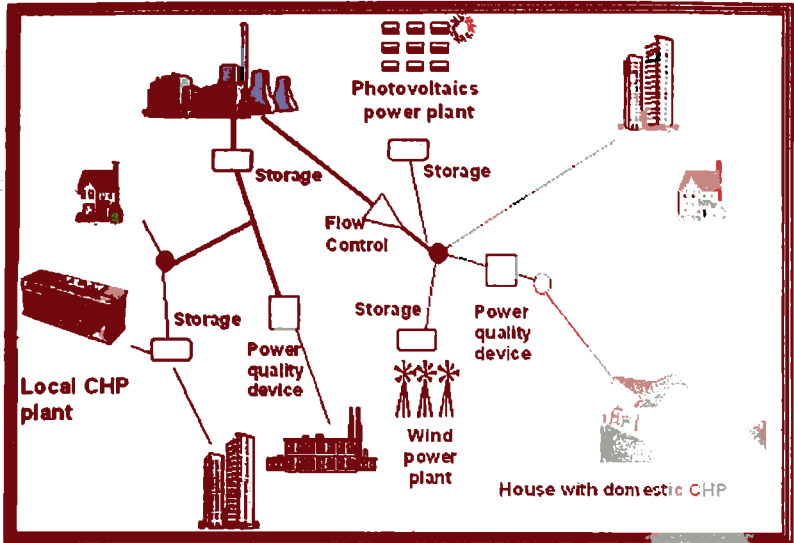 Photovoltaics
power plant
Storage
Storage
Flow
Control
Storage
Storage
Power
quality
device
Power
quality
device
Local CHP
plant
Wind
power
plant
House with domestic CHP